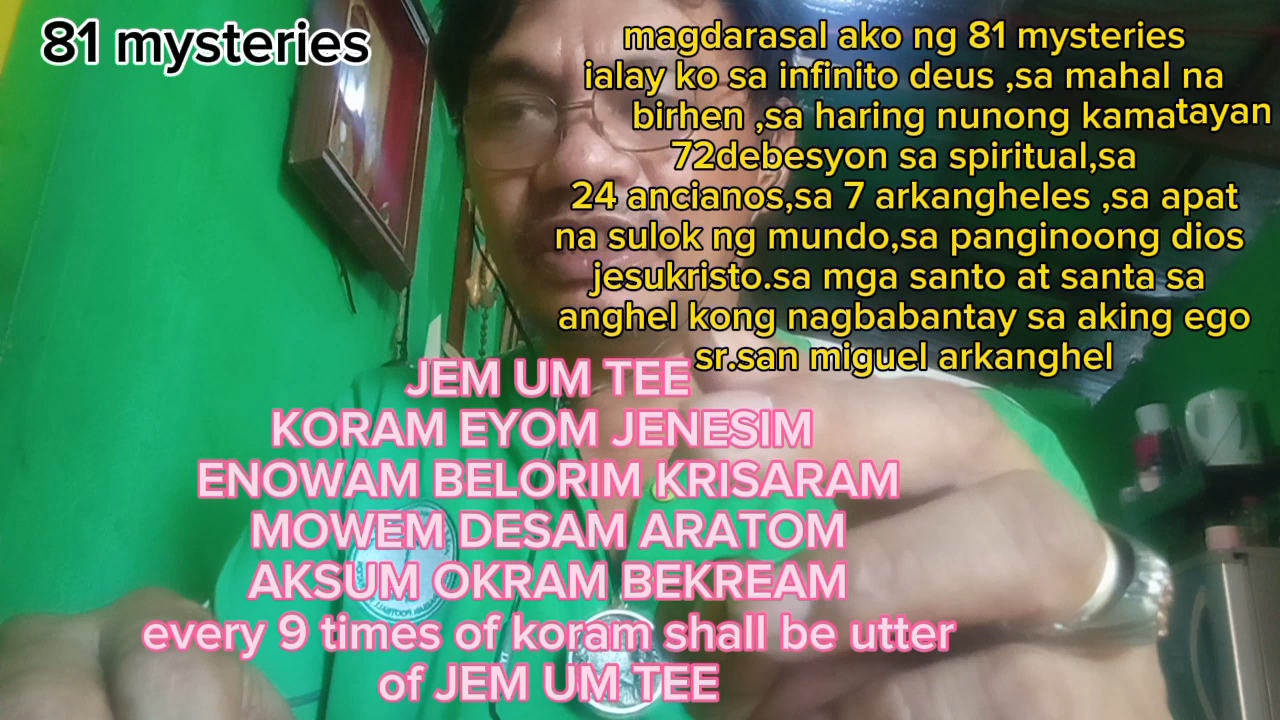 81 mysteries
magdarasal ako ng 81 mysteries
ialay ko sa infinito deus ,sa mahal na
birhen ,sa haring nunong kamatayan
72debesyon sa spiritual,sa
24 ancianos,sa 7 arkangheles ,sa apat
na sulok ng mundo,sa panginoong dios
jesukristo.sa mga santo at santa sa
anghel kong nagbabantay sa aking ego
sr.san miguel arkanghel
JEM UM TEE
KORAM EYOM JENESIM
ENOWAM BELORIM KRISARAM
MOWEM DESAM ARATOM
AKSUM OKRAM BEKREAM
every 9 times of koram shall be utter
of JEM UM TEE